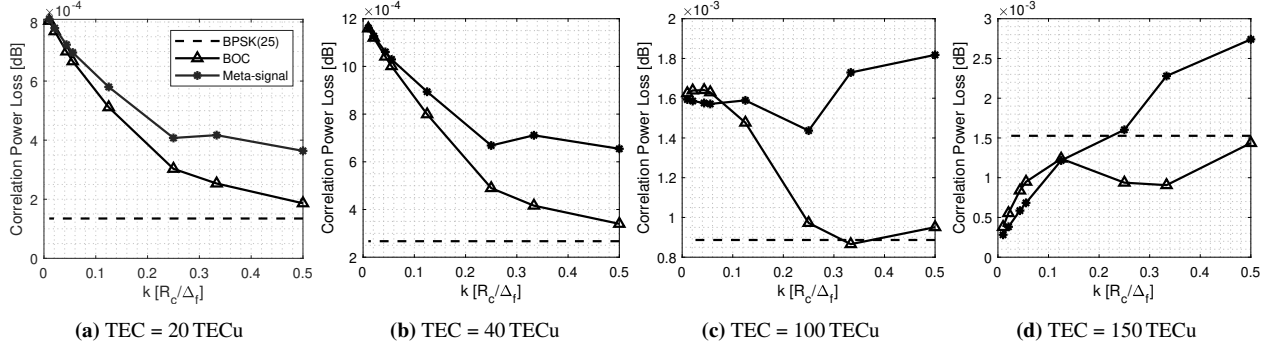 8 × 10⁻⁴
BPSK(25)
BOC
Meta-signal
6
4
2
0
Correlation Power Loss [dB]
0 0.1 0.2 0.3 0.4 0.5
k [R_c/Δ_f]
(a) TEC = 20 TECu
12 × 10⁻⁴
10
8
6
4
2
Correlation Power Loss [dB]
0 0.1 0.2 0.3 0.4 0.5
k [R_c/Δ_f]
(b) TEC = 40 TECu
2 × 10⁻³
1.8
1.6
1.4
1.2
1
0.8
Correlation Power Loss [dB]
0 0.1 0.2 0.3 0.4 0.5
k [R_c/Δ_f]
(c) TEC = 100 TECu
3 × 10⁻³
2.5
2
1.5
1
0.5
0
Correlation Power Loss [dB]
0 0.1 0.2 0.3 0.4 0.5
k [R_c/Δ_f]
(d) TEC = 150 TECu